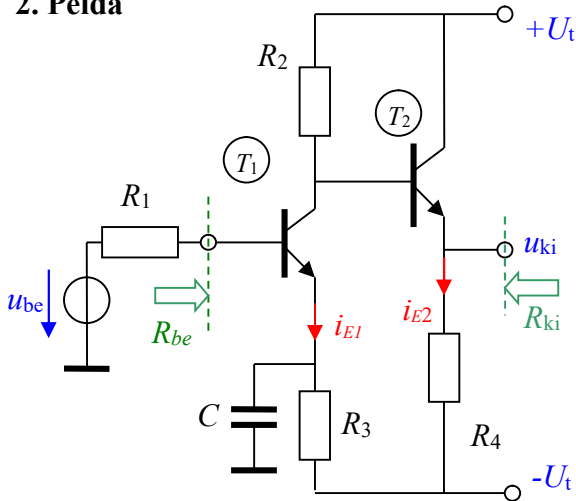 2. Példa
+Ut
R2
T2
T1
R1
uki
ube
Rbe
iE1
iE2
Rki
C
R3
R4
-Ut